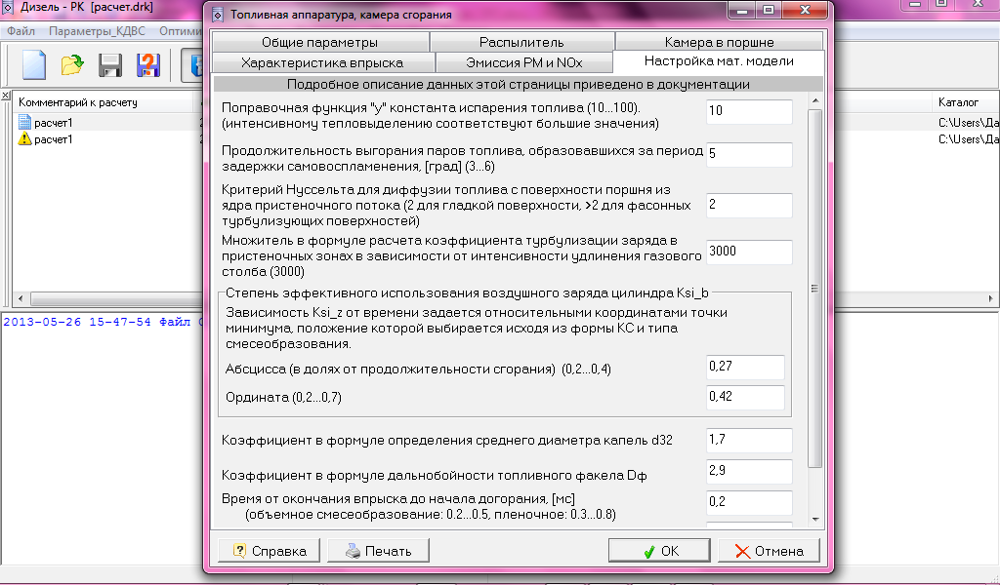 Дизель - РК [расчет.drk]
Файл Параметры_КДВС Оптими
Комментарий к расчету
Каталог
расчет1
C:\Users\Да
расчет1
C:\Users\Да
2013-05-26 15-47-54 Файл
Топливная аппаратура, камера сгорания
Общие параметры
Распылитель
Камера в поршне
Характеристика впрыска
Эмиссия PM и NOx
Настройка мат. модели
Подробное описание данных этой страницы приведено в документации
Поправочная функция "y" константа испарения топлива (10...100).
(интенсивному тепловыделению соответствуют большие значения)
10
Продолжительность выгорания паров топлива, образовавшихся за период
задержки самовоспламенения, [град] (3...6)
5
Критерий Нуссельта для диффузии топлива с поверхности поршня из
ядра пристеночного потока (2 для гладкой поверхности, >2 для фасонных
турбулизующих поверхностей)
2
Множитель в формуле расчета коэффициента турбулизации заряда в
пристеночных зонах в зависимости от интенсивности удлинения газового
столба (3000)
3000
Степень эффективного использования воздушного заряда цилиндра Ksi_b
Зависимость Ksi_z от времени задается относительными координатами точки
минимума, положение которой выбирается исходя из формы КС и типа
смесеобразования.
Абсцисса (в долях от продолжительности сгорания) (0,2...0,4)
0,27
Ордината (0,2...0,7)
0,42
Коэффициент в формуле определения среднего диаметра капель d32
1,7
Коэффициент в формуле дальнобойности топливного факела Dф
2,9
Время от окончания впрыска до начала догорания, [мс]
(объемное смесеобразование: 0.2...0.5, пленочное: 0.3...0.8)
0,2
Справка
Печать
OK
Отмена